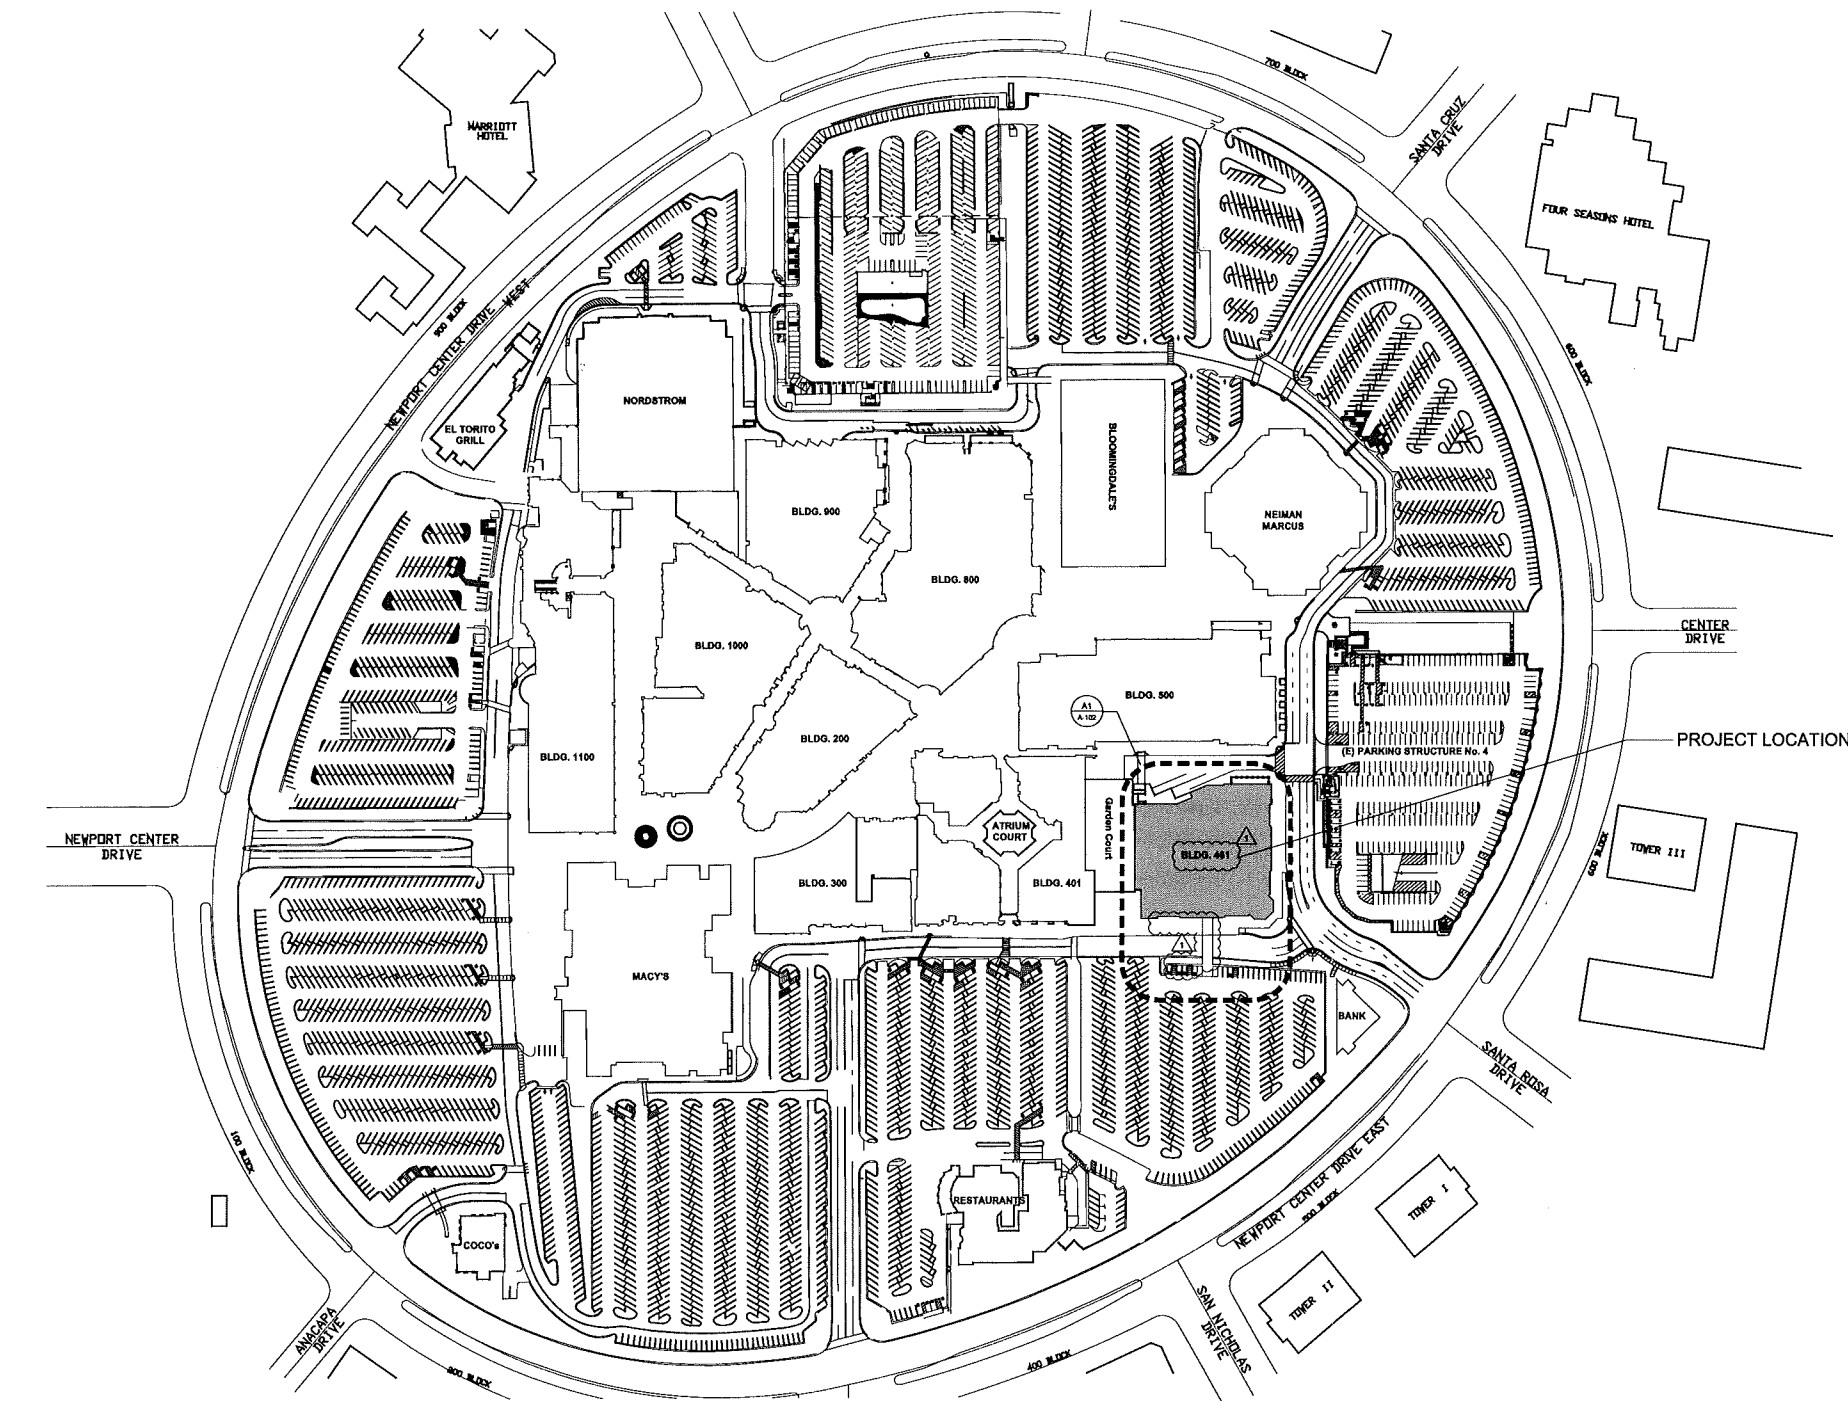 700 BLOCK
SANTA CRUZ
DRIVE
MARRIOTT
HOTEL
FOUR SEASONS HOTEL
900 BLOCK
NEWPORT CENTER DRIVE WEST
600 BLOCK
NORDSTROM
EL TORITO
GRILL
BLOOMINGDALE'S
BLDG. 900
NEIMAN
MARCUS
BLDG. 800
CENTER
DRIVE
BLDG. 1000
BLDG. 500
A1
A-102
BLDG. 200
PROJECT LOCATION
(E) PARKING STRUCTURE No. 4
BLDG. 1100
Garden Court
ATRIUM
COURT
NEWPORT CENTER
DRIVE
1
BLDG. 461
600 BLOCK
TOWER III
BLDG. 300
BLDG. 401
1
MACY'S
BANK
SANTA ROSA
DRIVE
100 BLOCK
NEWPORT CENTER DRIVE EAST
500 BLOCK
RESTAURANTS
TOWER I
COCO's
TOWER II
ANACAPA
DRIVE
SAN NICHOLAS
DRIVE
400 BLOCK